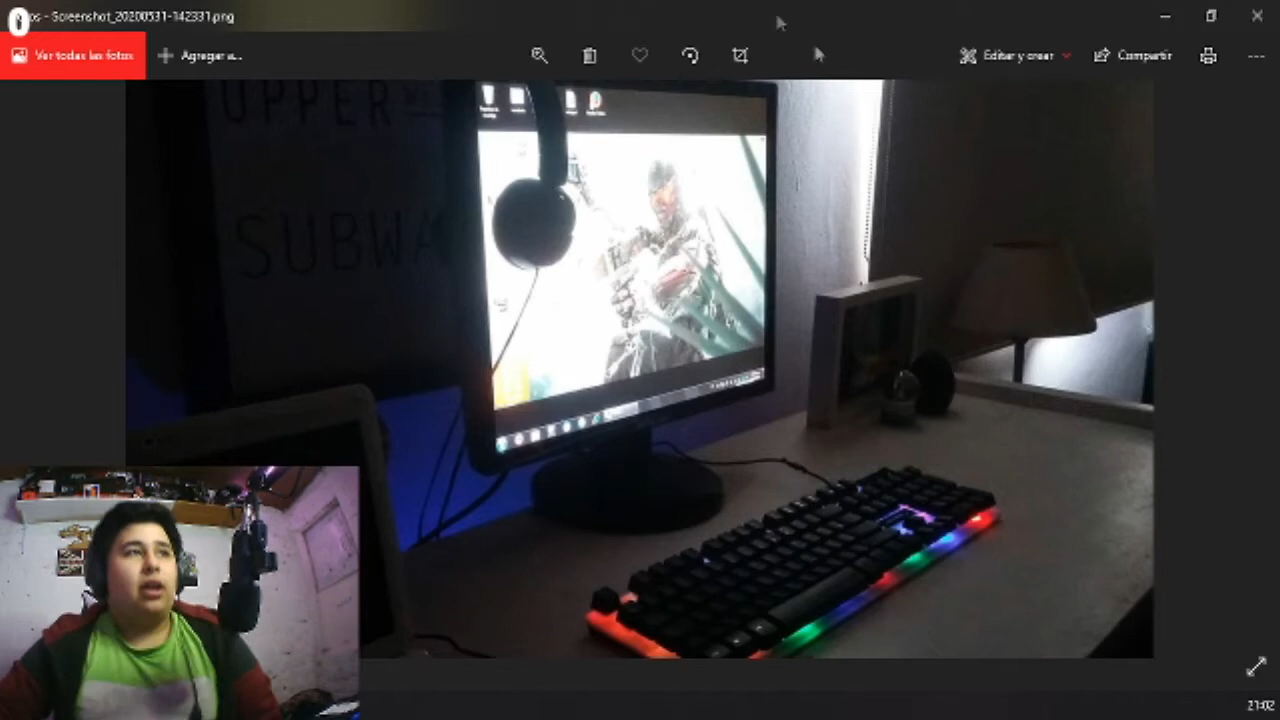 os - Screenshot_20200531-142331.png
Ver todas las fotos
Agregar a...
Editar y crear
Compartir
UPPER
SUBWA
21:02